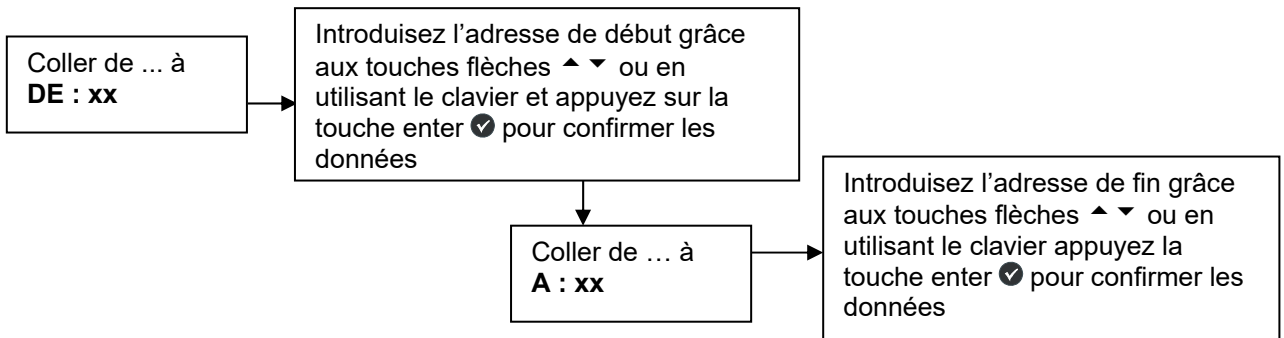 Coller de ... à
DE : xx
Introduisez l’adresse de début grâce
aux touches flèches ou en
utilisant le clavier et appuyez sur la
touche enter pour confirmer les
données
Coller de … à
A : xx
Introduisez l’adresse de fin grâce
aux touches flèches ou en
utilisant le clavier appuyez la
touche enter pour confirmer les
données